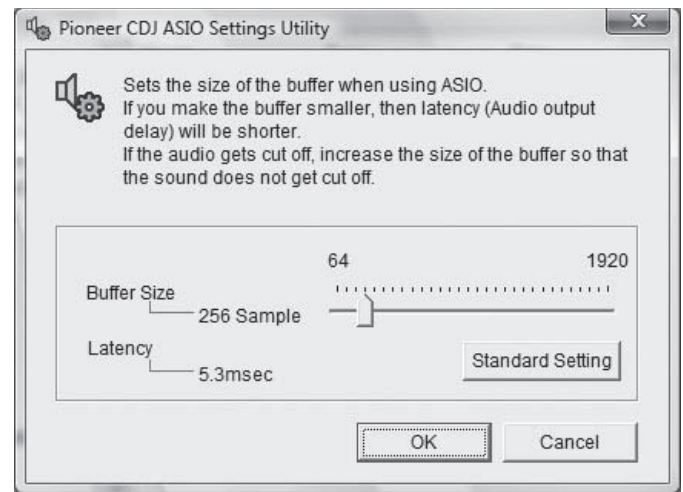 Pioneer CDJ ASIO Settings Utility
Sets the size of the buffer when using ASIO.
If you make the buffer smaller, then latency (Audio output
delay) will be shorter.
If the audio gets cut off, increase the size of the buffer so that
the sound does not get cut off.
64 1920
Buffer Size
256 Sample
Latency
5.3msec
Standard Setting
OK Cancel